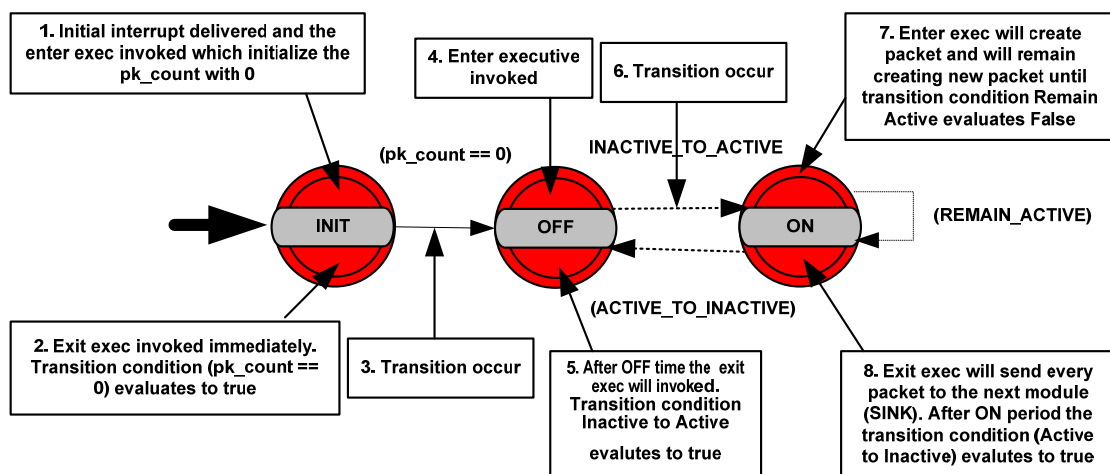 1. Initial interrupt delivered and the
enter exec invoked which initialize the
pk_count with 0
4. Enter executive
invoked
6. Transition occur
7. Enter exec will create
packet and will remain
creating new packet until
transition condition Remain
Active evaluates False
(pk_count == 0)
INACTIVE_TO_ACTIVE
INIT
OFF
ON
(REMAIN_ACTIVE)
(ACTIVE_TO_INACTIVE)
2. Exit exec invoked immediately.
Transition condition (pk_count ==
0) evaluates to true
3. Transition occur
5. After OFF time the exit
exec will invoked.
Transition condition
Inactive to Active
evalutes to true
8. Exit exec will send every
packet to the next module
(SINK). After ON period the
transition condition (Active
to Inactive) evalutes to true